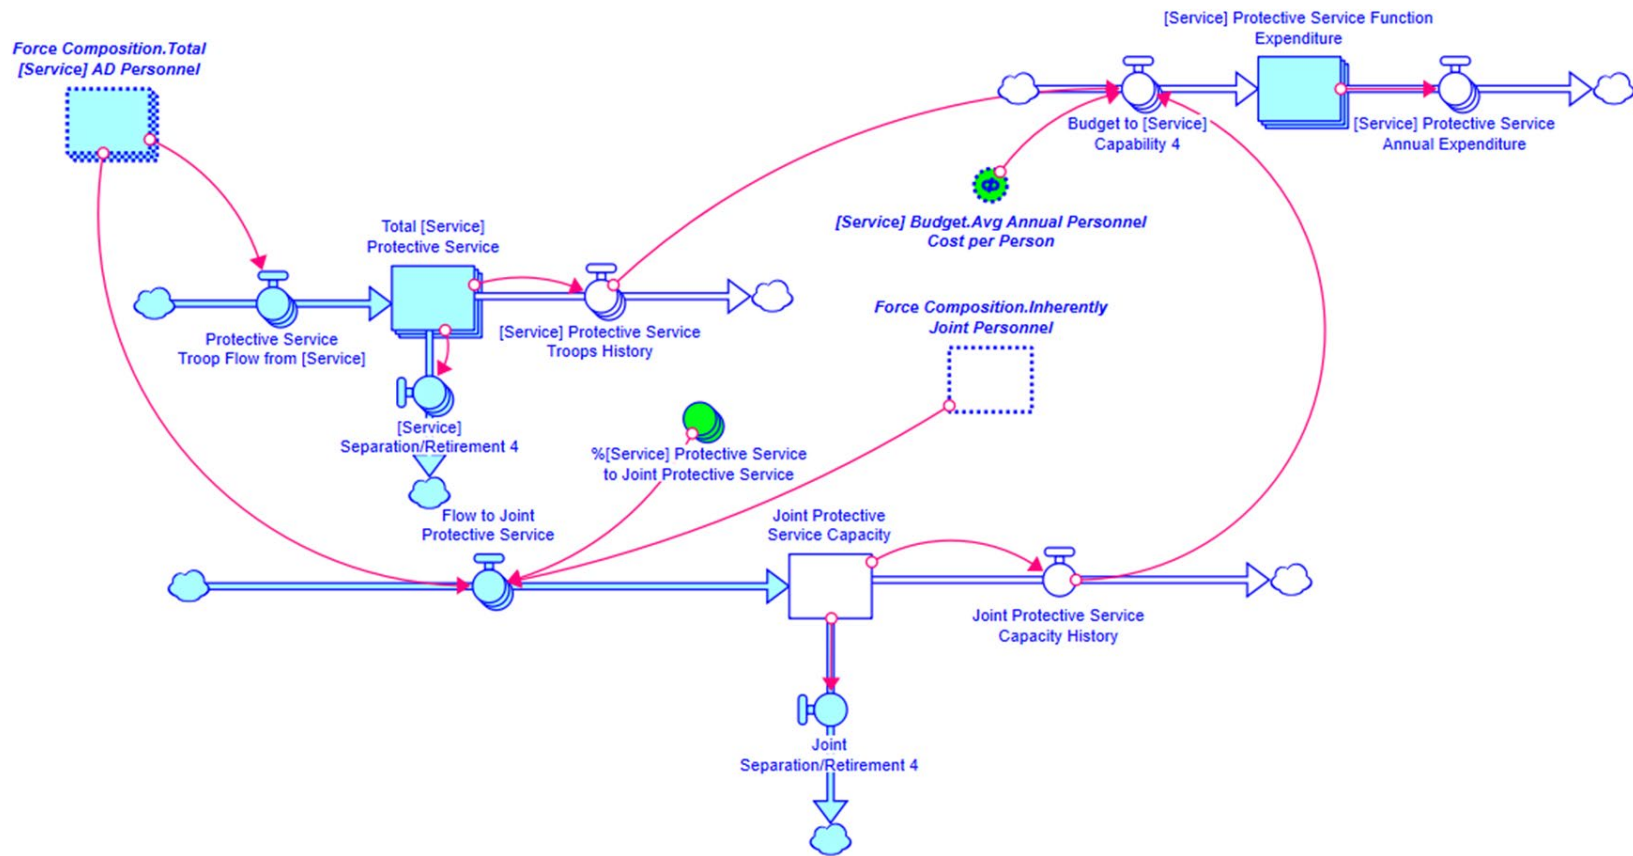 [Service] Protective Service Function
Expenditure
Force Composition.Total
[Service] AD Personnel
Budget to [Service]
Capability 4
[Service] Protective Service
Annual Expenditure
[Service] Budget.Avg Annual Personnel
Cost per Person
Total [Service]
Protective Service
Protective Service
Troop Flow from [Service]
[Service] Protective Service
Troops History
Force Composition.Inherently
Joint Personnel
[Service]
Separation/Retirement 4
%[Service] Protective Service
to Joint Protective Service
Flow to Joint
Protective Service
Joint Protective
Service Capacity
Joint Protective Service
Capacity History
Joint
Separation/Retirement 4